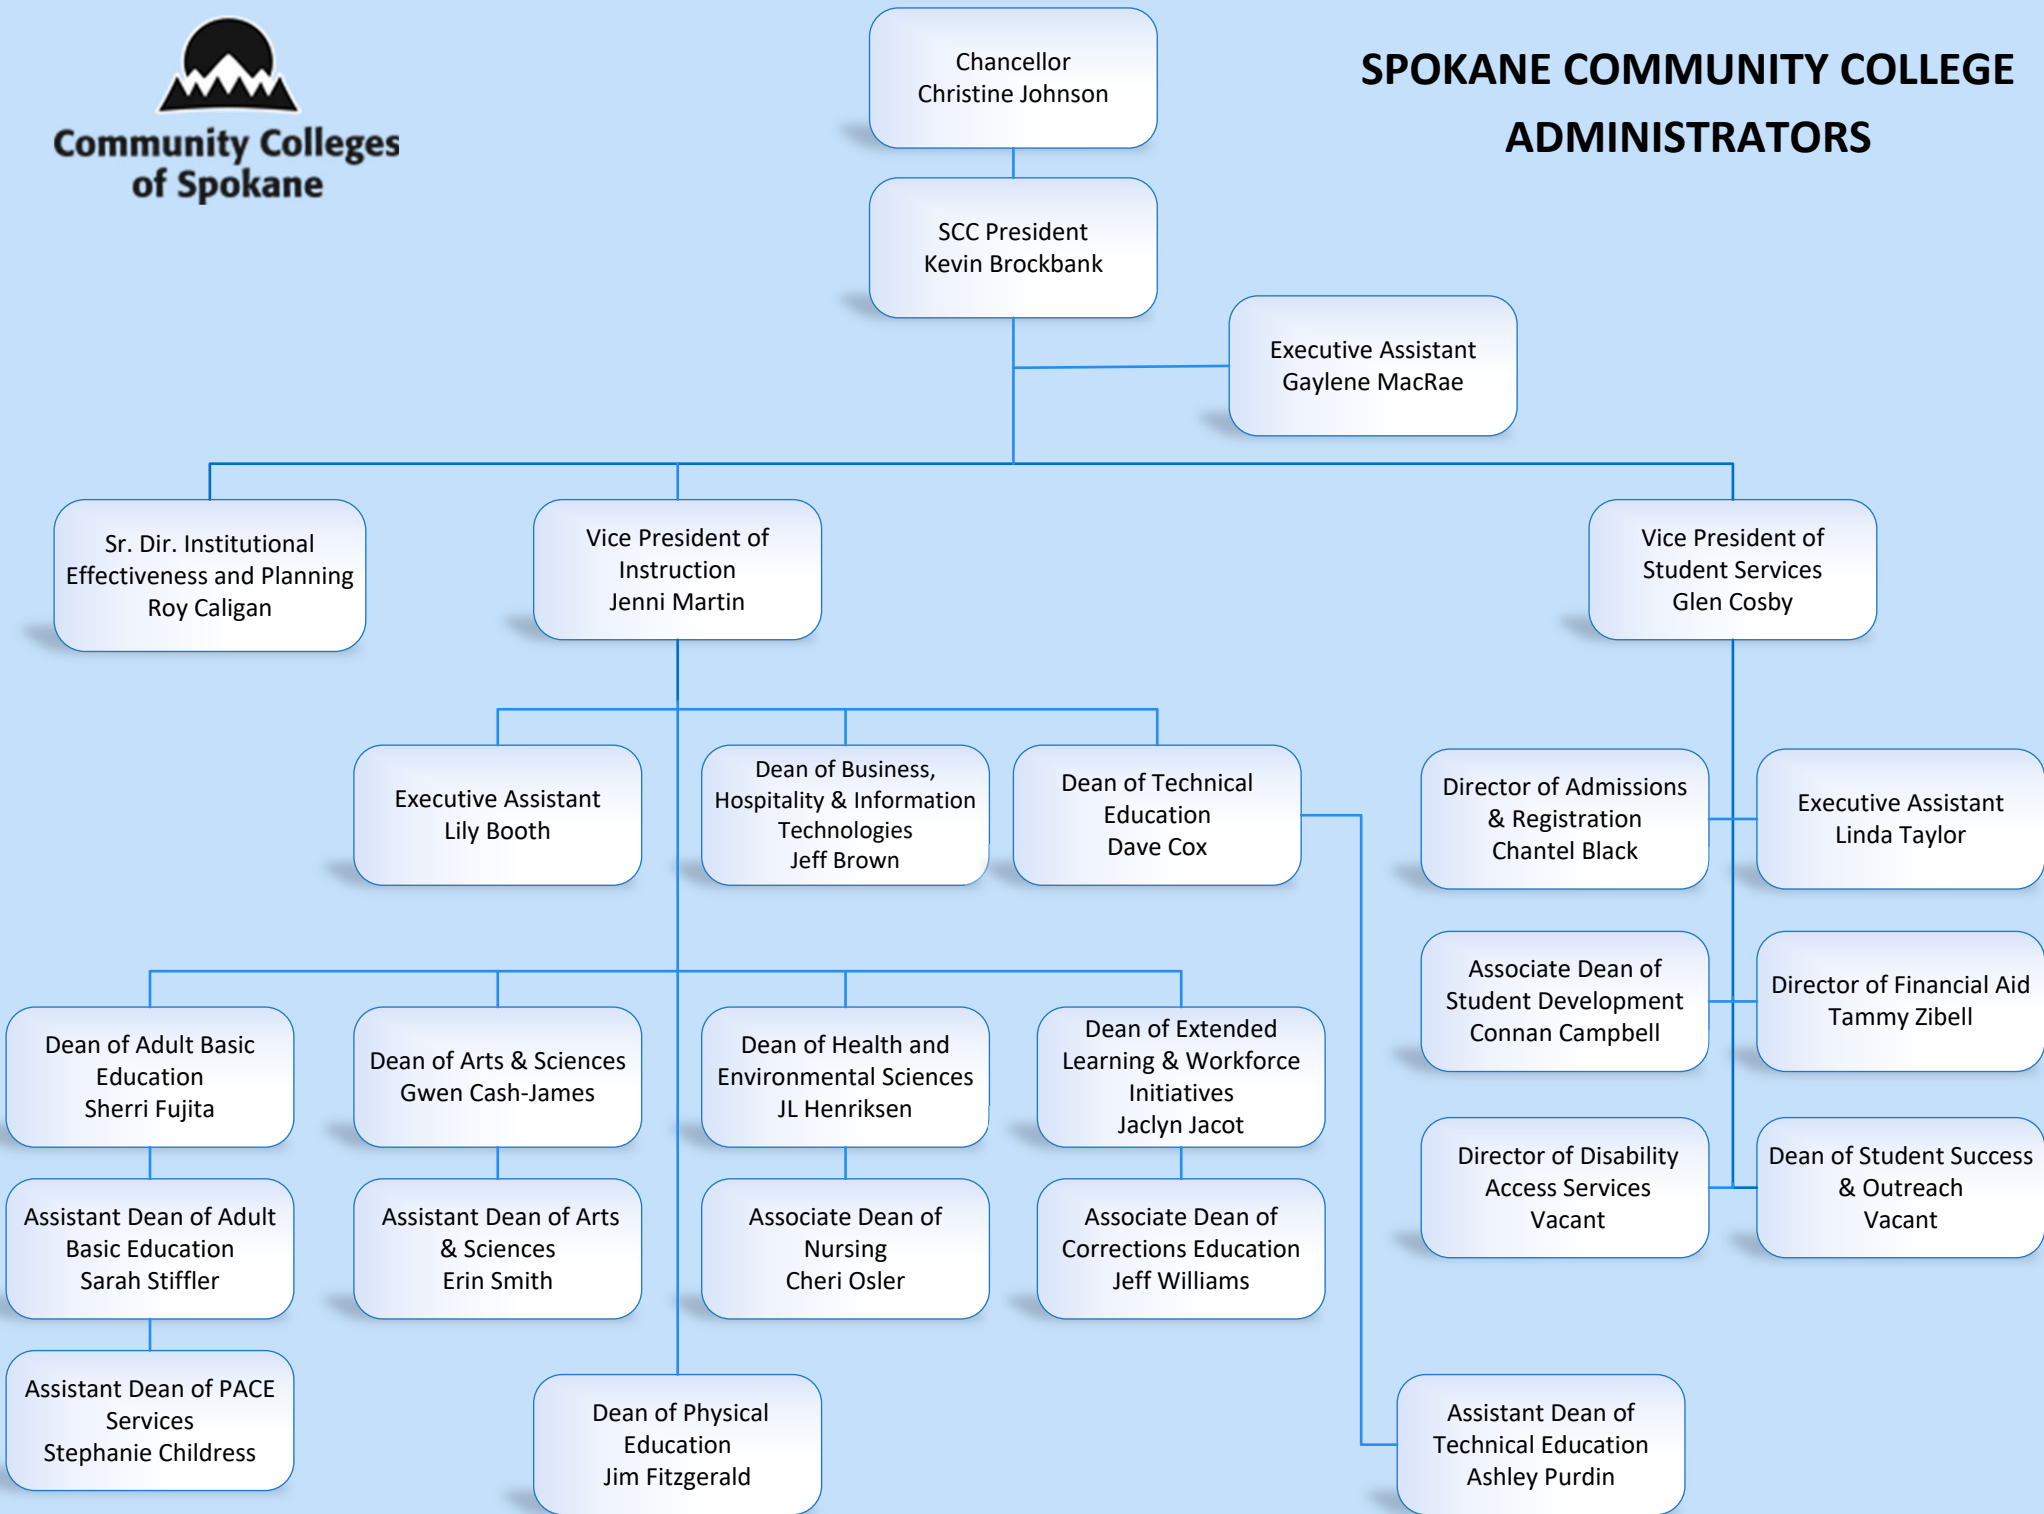 Community Colleges
of Spokane
SPOKANE COMMUNITY COLLEGE
ADMINISTRATORS
Chancellor
Christine Johnson
SCC President
Kevin Brockbank
Executive Assistant
Gaylene MacRae
Sr. Dir. Institutional
Effectiveness and Planning
Roy Caligan
Vice President of
Instruction
Jenni Martin
Vice President of
Student Services
Glen Cosby
Executive Assistant
Lily Booth
Dean of Business,
Hospitality & Information
Technologies
Jeff Brown
Dean of Technical
Education
Dave Cox
Director of Admissions
& Registration
Chantel Black
Executive Assistant
Linda Taylor
Associate Dean of
Student Development
Connan Campbell
Director of Financial Aid
Tammy Zibell
Dean of Adult Basic
Education
Sherri Fujita
Dean of Arts & Sciences
Gwen Cash-James
Dean of Health and
Environmental Sciences
JL Henriksen
Dean of Extended
Learning & Workforce
Initiatives
Jaclyn Jacot
Director of Disability
Access Services
Vacant
Dean of Student Success
& Outreach
Vacant
Assistant Dean of Adult
Basic Education
Sarah Stiffler
Assistant Dean of Arts
& Sciences
Erin Smith
Associate Dean of
Nursing
Cheri Osler
Associate Dean of
Corrections Education
Jeff Williams
Assistant Dean of PACE
Services
Stephanie Childress
Dean of Physical
Education
Jim Fitzgerald
Assistant Dean of
Technical Education
Ashley Purdin